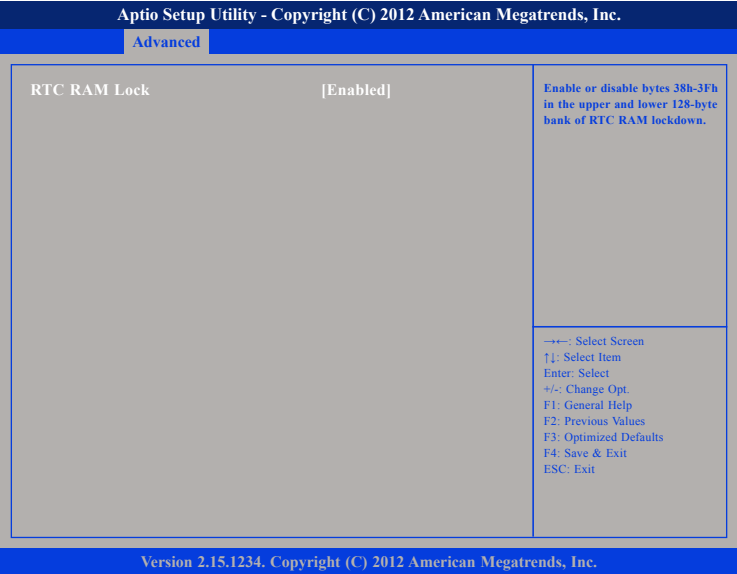 Aptio Setup Utility - Copyright (C) 2012 American Megatrends, Inc.
Advanced
RTC RAM Lock [Enabled]
Enable or disable bytes 38h-3Fh
in the upper and lower 128-byte
bank of RTC RAM lockdown.
→←: Select Screen
↑↓: Select Item
Enter: Select
+/-: Change Opt.
F1: General Help
F2: Previous Values
F3: Optimized Defaults
F4: Save & Exit
ESC: Exit
Version 2.15.1234. Copyright (C) 2012 American Megatrends, Inc.